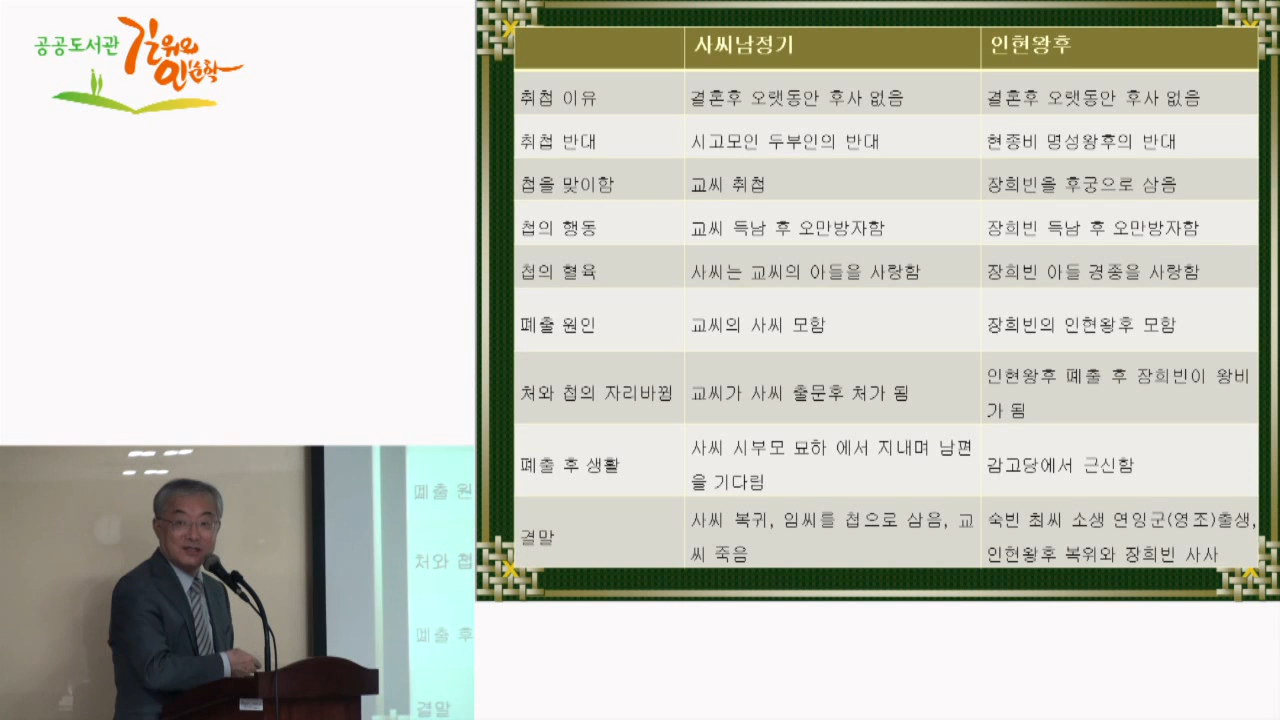 공공도서관 길위의
인문학
사씨남정기 인현왕후
취첩 이유 결혼후 오랫동안 후사 없음 결혼후 오랫동안 후사 없음
취첩 반대 시고모인 두부인의 반대 현종비 명성왕후의 반대
첩을 맞이함 교씨 취첩 장희빈을 후궁으로 삼음
첩의 행동 교씨 득남 후 오만방자함 장희빈 득남 후 오만방자함
첩의 혈육 사씨는 교씨의 아들을 사랑함 장희빈 아들 경종을 사랑함
폐출 원인 교씨의 사씨 모함 장희빈의 인현왕후 모함
처와 첩의 자리바뀜 교씨가 사씨 출문후 처가 됨 인현왕후 폐출 후 장희빈이 왕비
가 됨
폐출 후 생활 사씨 시부모 묘하 에서 지내며 남편
을 기다림 감고당에서 근신함
결말 사씨 복귀, 임씨를 첩으로 삼음, 교
씨 죽음 숙빈 최씨 소생 연잉군(영조)출생,
인현왕후 복위와 장희빈 사사
폐출 원
처와 첩
폐출 후
결말